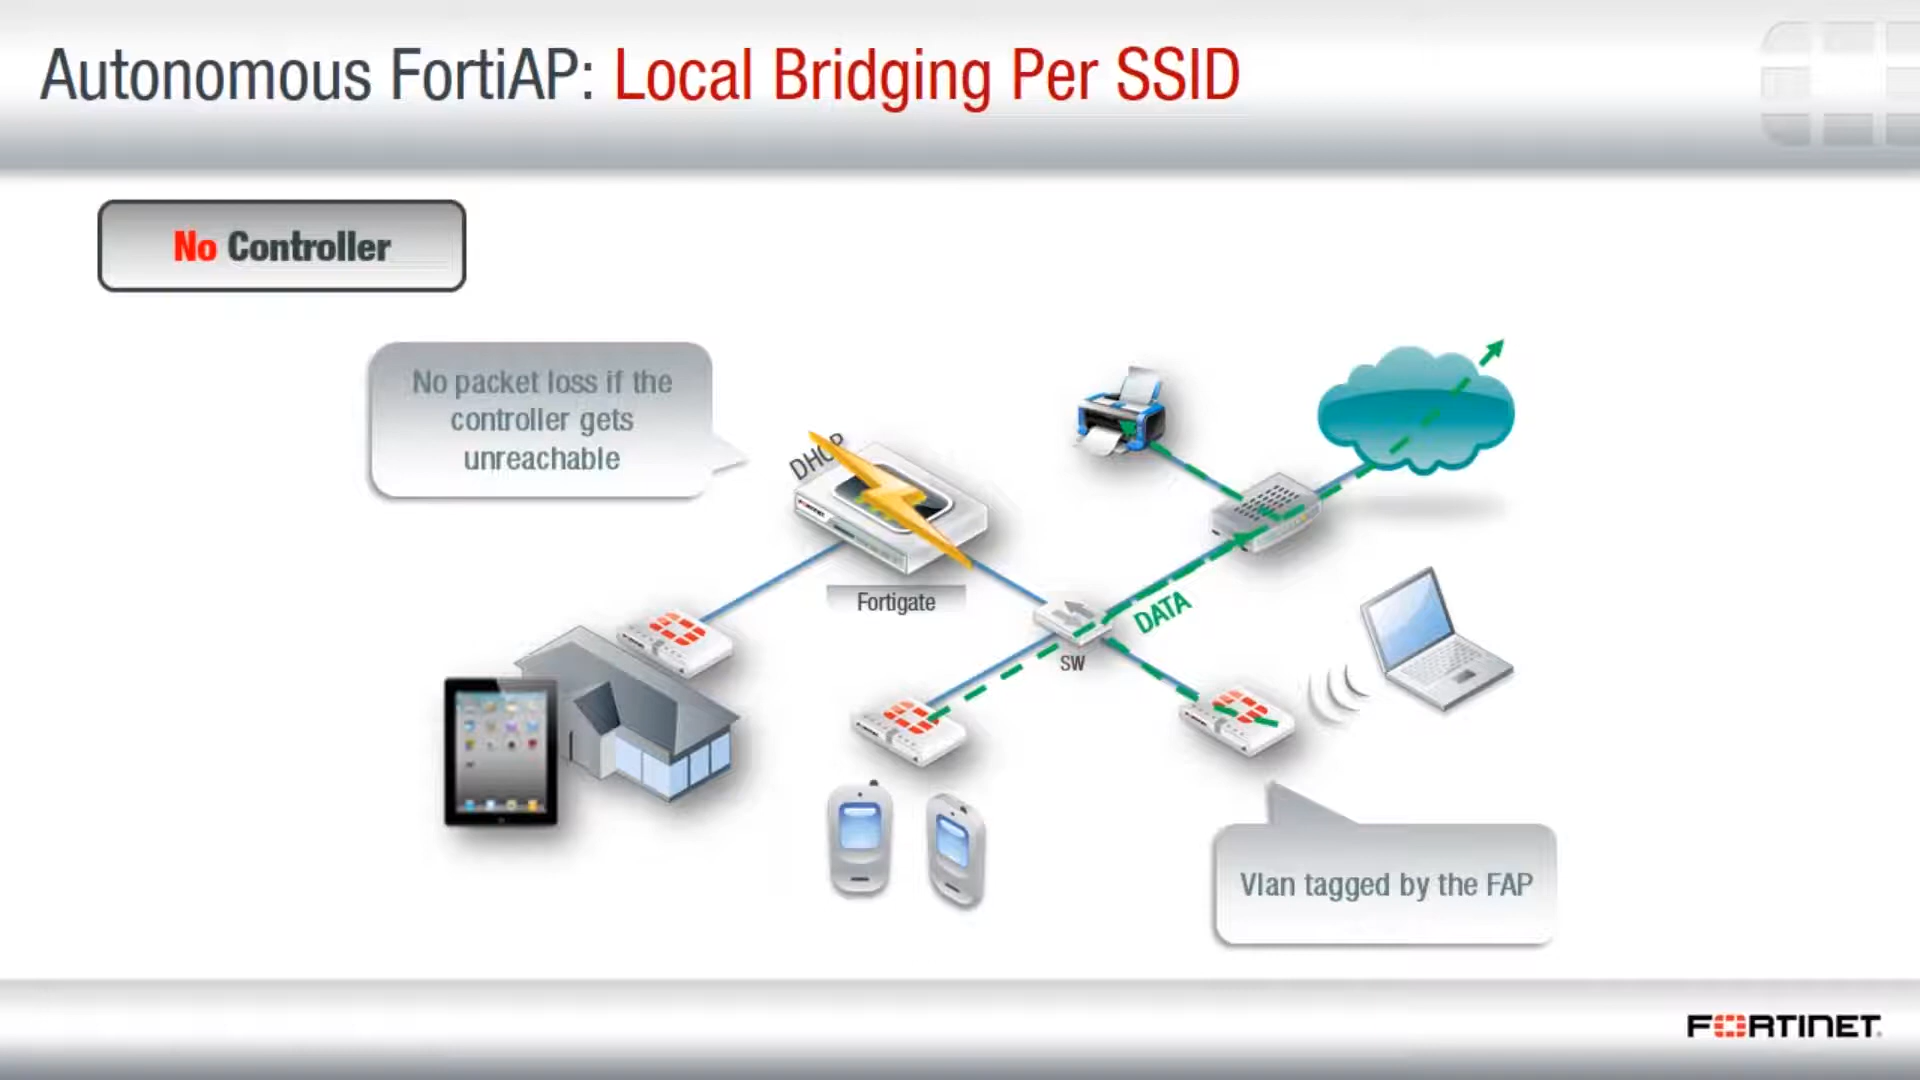 Autonomous FortiAP: Local Bridging Per SSID
No Controller
No packet loss if the
controller gets
unreachable
DHCP
Fortigate
SW
DATA
Vlan tagged by the FAP
FORTINET